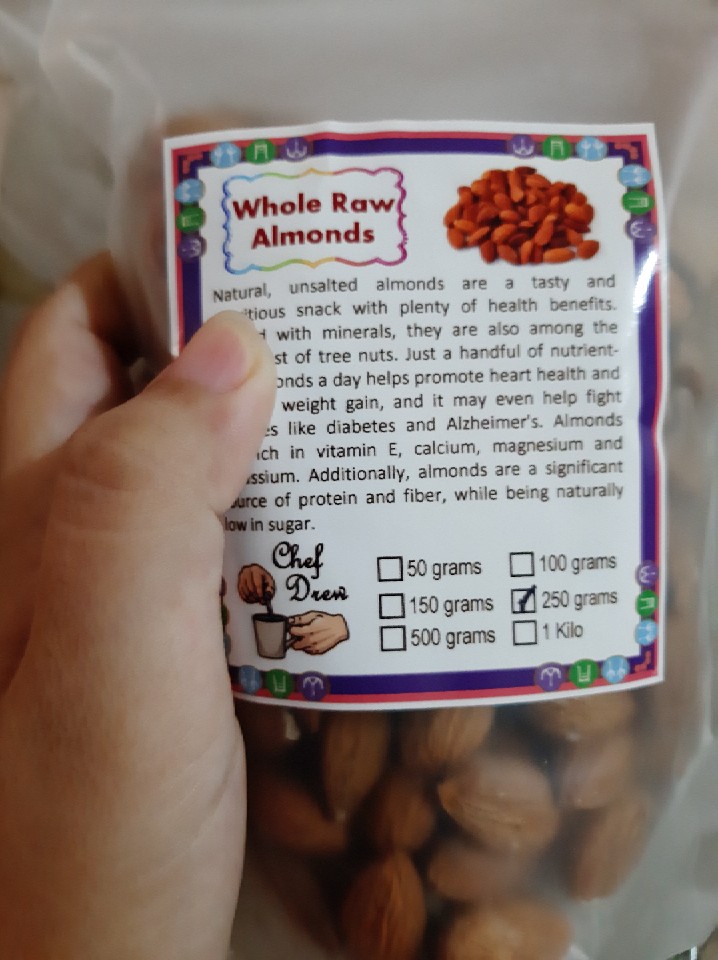 Whole Raw
Almonds
Natural, unsalted almonds are a tasty and
snack with plenty of health benefits.
with minerals, they are also among the
of tree nuts. Just a handful of nutrient-
a day helps promote heart health and
weight gain, and it may even help fight
like diabetes and Alzheimer's. Almonds
in vitamin E, calcium, magnesium and
Additionally, almonds are a significant
of protein and fiber, while being naturally
low in sugar.
Chef
Drew
50 grams
100 grams
150 grams
250 grams
500 grams
1 Kilo